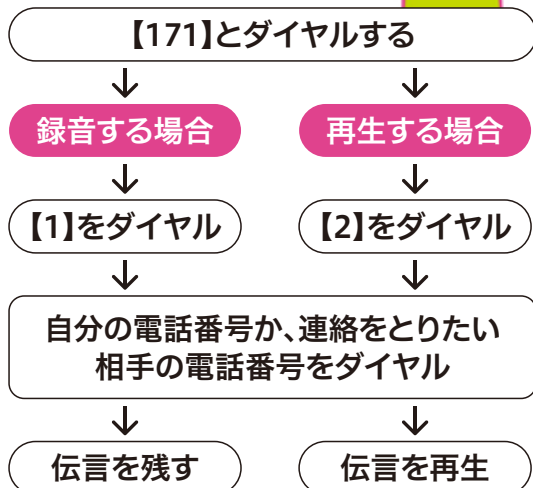 【171】とダイヤルする
録音する場合
再生する場合
【1】をダイヤル
【2】をダイヤル
自分の電話番号か、連絡をとりたい
相手の電話番号をダイヤル
伝言を残す
伝言を再生